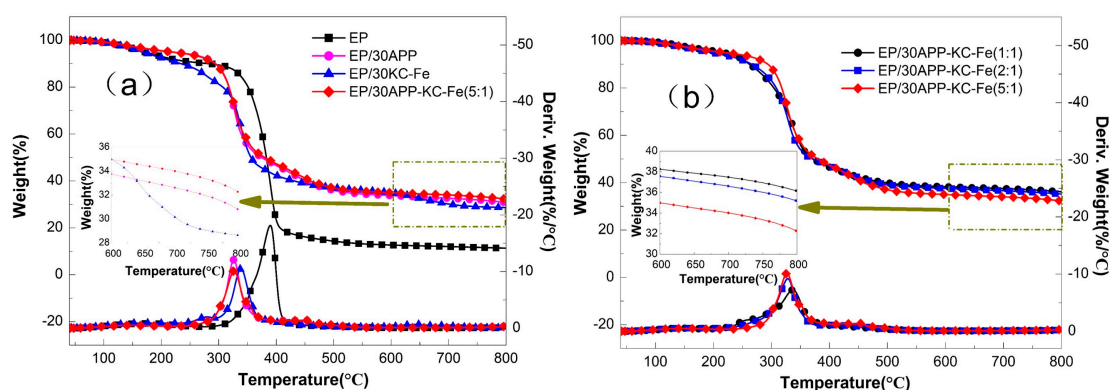 (a)
EP
EP/30APP
EP/30KC-Fe
EP/30APP-KC-Fe(5:1)
Weight(%)
100
80
60
40
20
0
-20
Deriv. Weight(%/°C)
-50
-40
-30
-20
-10
0
100 200 300 400 500 600 700 800
Temperature(°C)
Weight(%)
36
34
32
30
28
600 650 700 750 800
Temperature(°C)
(b)
EP/30APP-KC-Fe(1:1)
EP/30APP-KC-Fe(2:1)
EP/30APP-KC-Fe(5:1)
Weight(%)
100
80
60
40
20
0
-20
Deriv. Weight(%/°C)
-50
-40
-30
-20
-10
0
100 200 300 400 500 600 700 800
Temperature(°C)
Weight(%)
40
38
36
34
33
31
30
600 650 700 750 800
Temperature(°C)